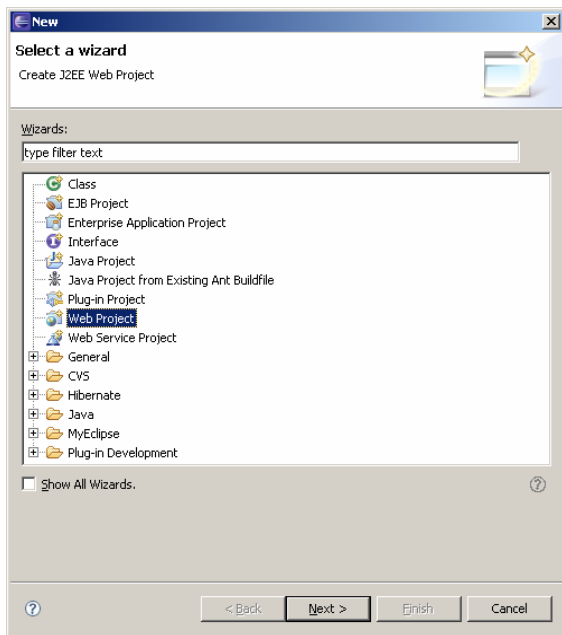 New
Select a wizard
Create J2EE Web Project
Wizards:
type filter text
Class
EJB Project
Enterprise Application Project
Interface
Java Project
Java Project from Existing Ant Buildfile
Plug-in Project
Web Project
Web Service Project
General
CVS
Hibernate
Java
MyEclipse
Plug-in Development
Show All Wizards.
< Back Next > Finish Cancel